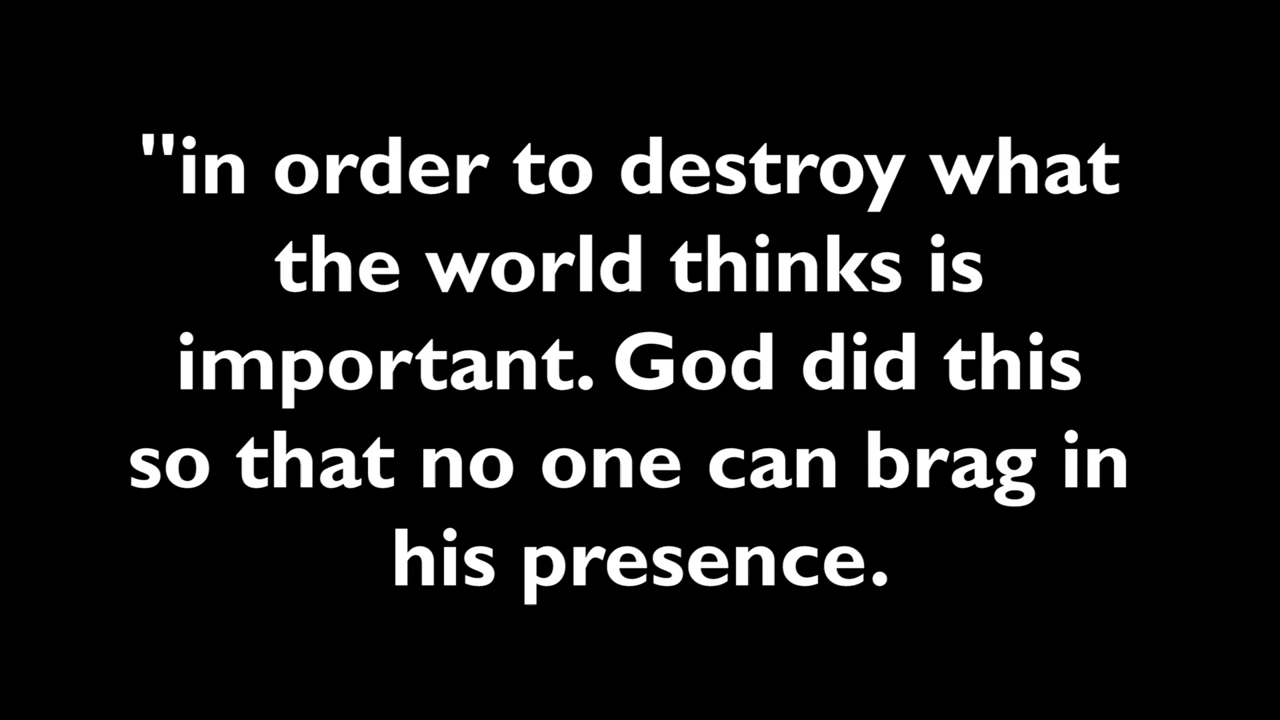 "in order to destroy what
the world thinks is
important. God did this
so that no one can brag in
his presence.